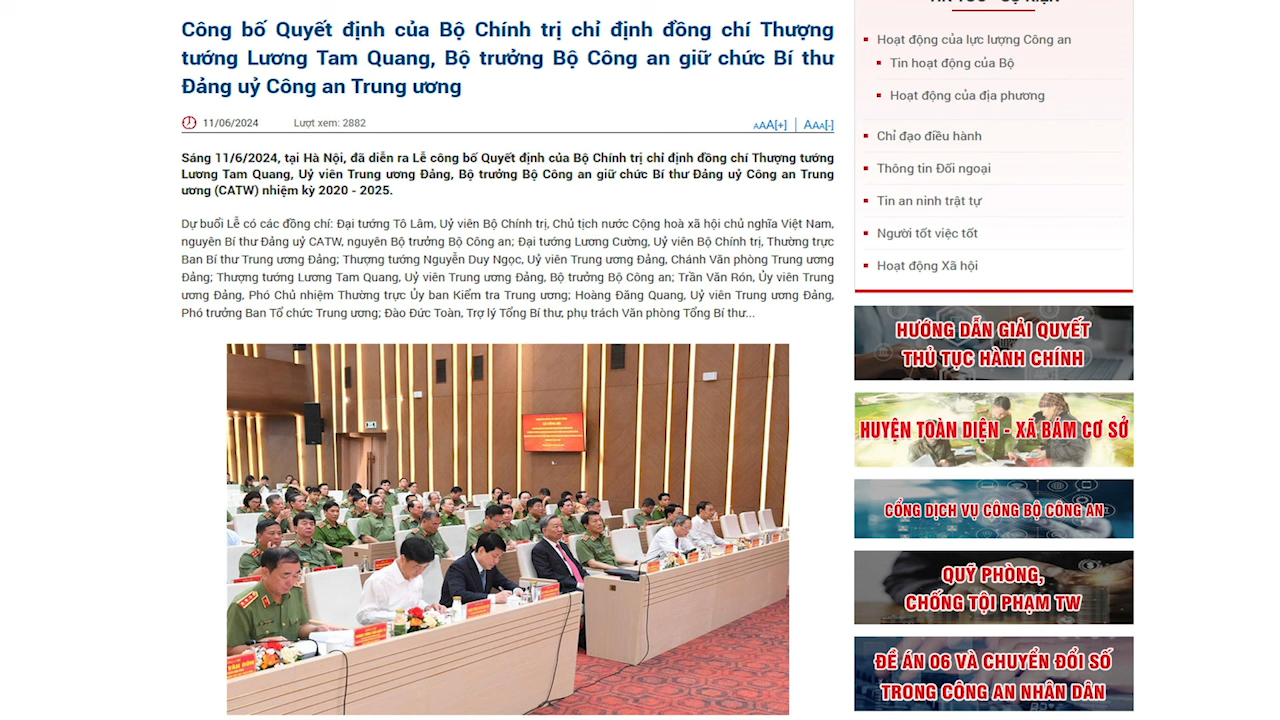 Công bố Quyết định của Bộ Chính trị chỉ định đồng chí Thượng
tướng Lương Tam Quang, Bộ trưởng Bộ Công an giữ chức Bí thư
Đảng uỷ Công an Trung ương
11/06/2024 Lượt xem: 2882 AAA[+] AAA[-]
Sáng 11/6/2024, tại Hà Nội, đã diễn ra Lễ công bố Quyết định của Bộ Chính trị chỉ định đồng chí Thượng tướng
Lương Tam Quang, Uỷ viên Trung ương Đảng, Bộ trưởng Bộ Công an giữ chức Bí thư Đảng uỷ Công an Trung
ương (CATW) nhiệm kỳ 2020 - 2025.
Dự buổi Lễ có các đồng chí: Đại tướng Tô Lâm, Uỷ viên Bộ Chính trị, Chủ tịch nước Cộng hoà xã hội chủ nghĩa Việt Nam,
nguyên Bí thư Đảng uỷ CATW, nguyên Bộ trưởng Bộ Công an; Đại tướng Lương Cường, Uỷ viên Bộ Chính trị, Thường trực
Ban Bí thư Trung ương Đảng; Thượng tướng Nguyễn Duy Ngọc, Uỷ viên Trung ương Đảng, Chánh Văn phòng Trung ương
Đảng; Thượng tướng Lương Tam Quang, Uỷ viên Trung ương Đảng, Bộ trưởng Bộ Công an; Trần Văn Rón, Ủy viên Trung
ương Đảng, Phó Chủ nhiệm Thường trực Ủy ban Kiểm tra Trung ương; Hoàng Đăng Quang, Uỷ viên Trung ương Đảng,
Phó trưởng Ban Tổ chức Trung ương; Đào Đức Toàn, Trợ lý Tổng Bí thư, phụ trách Văn phòng Tổng Bí thư...
VĂN RÓN
Hoạt động của lực lượng Công an
Tin hoạt động của Bộ
Hoạt động của địa phương
Chỉ đạo điều hành
Thông tin Đối ngoại
Tin an ninh trật tự
Người tốt việc tốt
Hoạt động Xã hội
HƯỚNG DẪN GIẢI QUYẾT
THỦ TỤC HÀNH CHÍNH
HUYỆN TOÀN DIỆN - XÃ BÁM CƠ SỞ
CỔNG DỊCH VỤ CÔNG BỘ CÔNG AN
QUỸ PHÒNG,
CHỐNG TỘI PHẠM TW
ĐỀ ÁN 06 VÀ CHUYỂN ĐỔI SỐ
TRONG CÔNG AN NHÂN DÂN